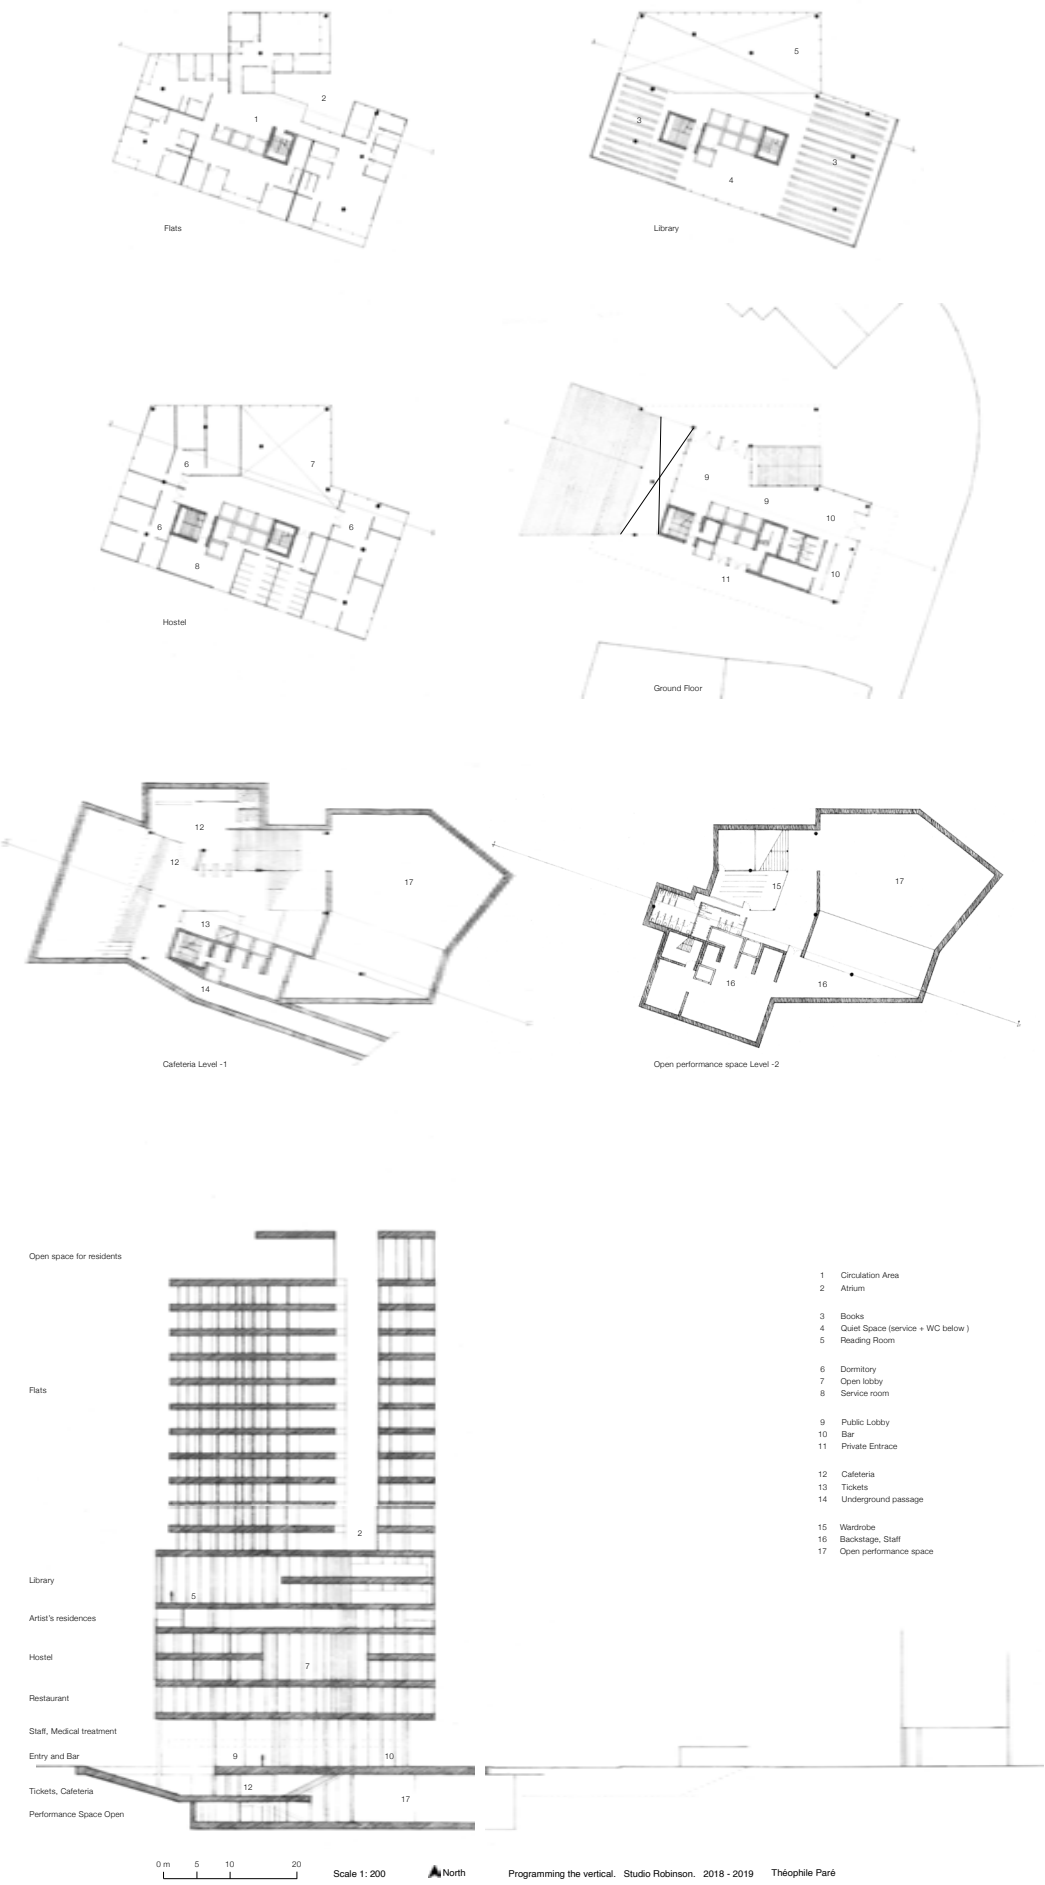 2
1
Flats
5
3
3
4
Library
6
7
6
6
8
Hostel
9
9
10
10
11
Ground Floor
12
12
17
13
14
Cafeteria Level -1
17
15
16
16
Open performance space Level -2
Open space for residents
Flats
2
Library
5
Artist's residences
Hostel
7
Restaurant
Staff, Medical treatment
Entry and Bar
9
10
Tickets, Cafeteria
12
17
Performance Space Open
1 Circulation Area
2 Atrium
3 Books
4 Quiet Space (service + WC below )
5 Reading Room
6 Dormitory
7 Open lobby
8 Service room
9 Public Lobby
10 Bar
11 Private Entrace
12 Cafeteria
13 Tickets
14 Underground passage
15 Wardrobe
16 Backstage, Staff
17 Open performance space
0 m 5 10 20
Scale 1: 200 North Programming the vertical. Studio Robinson. 2018 - 2019 Théophile Paré